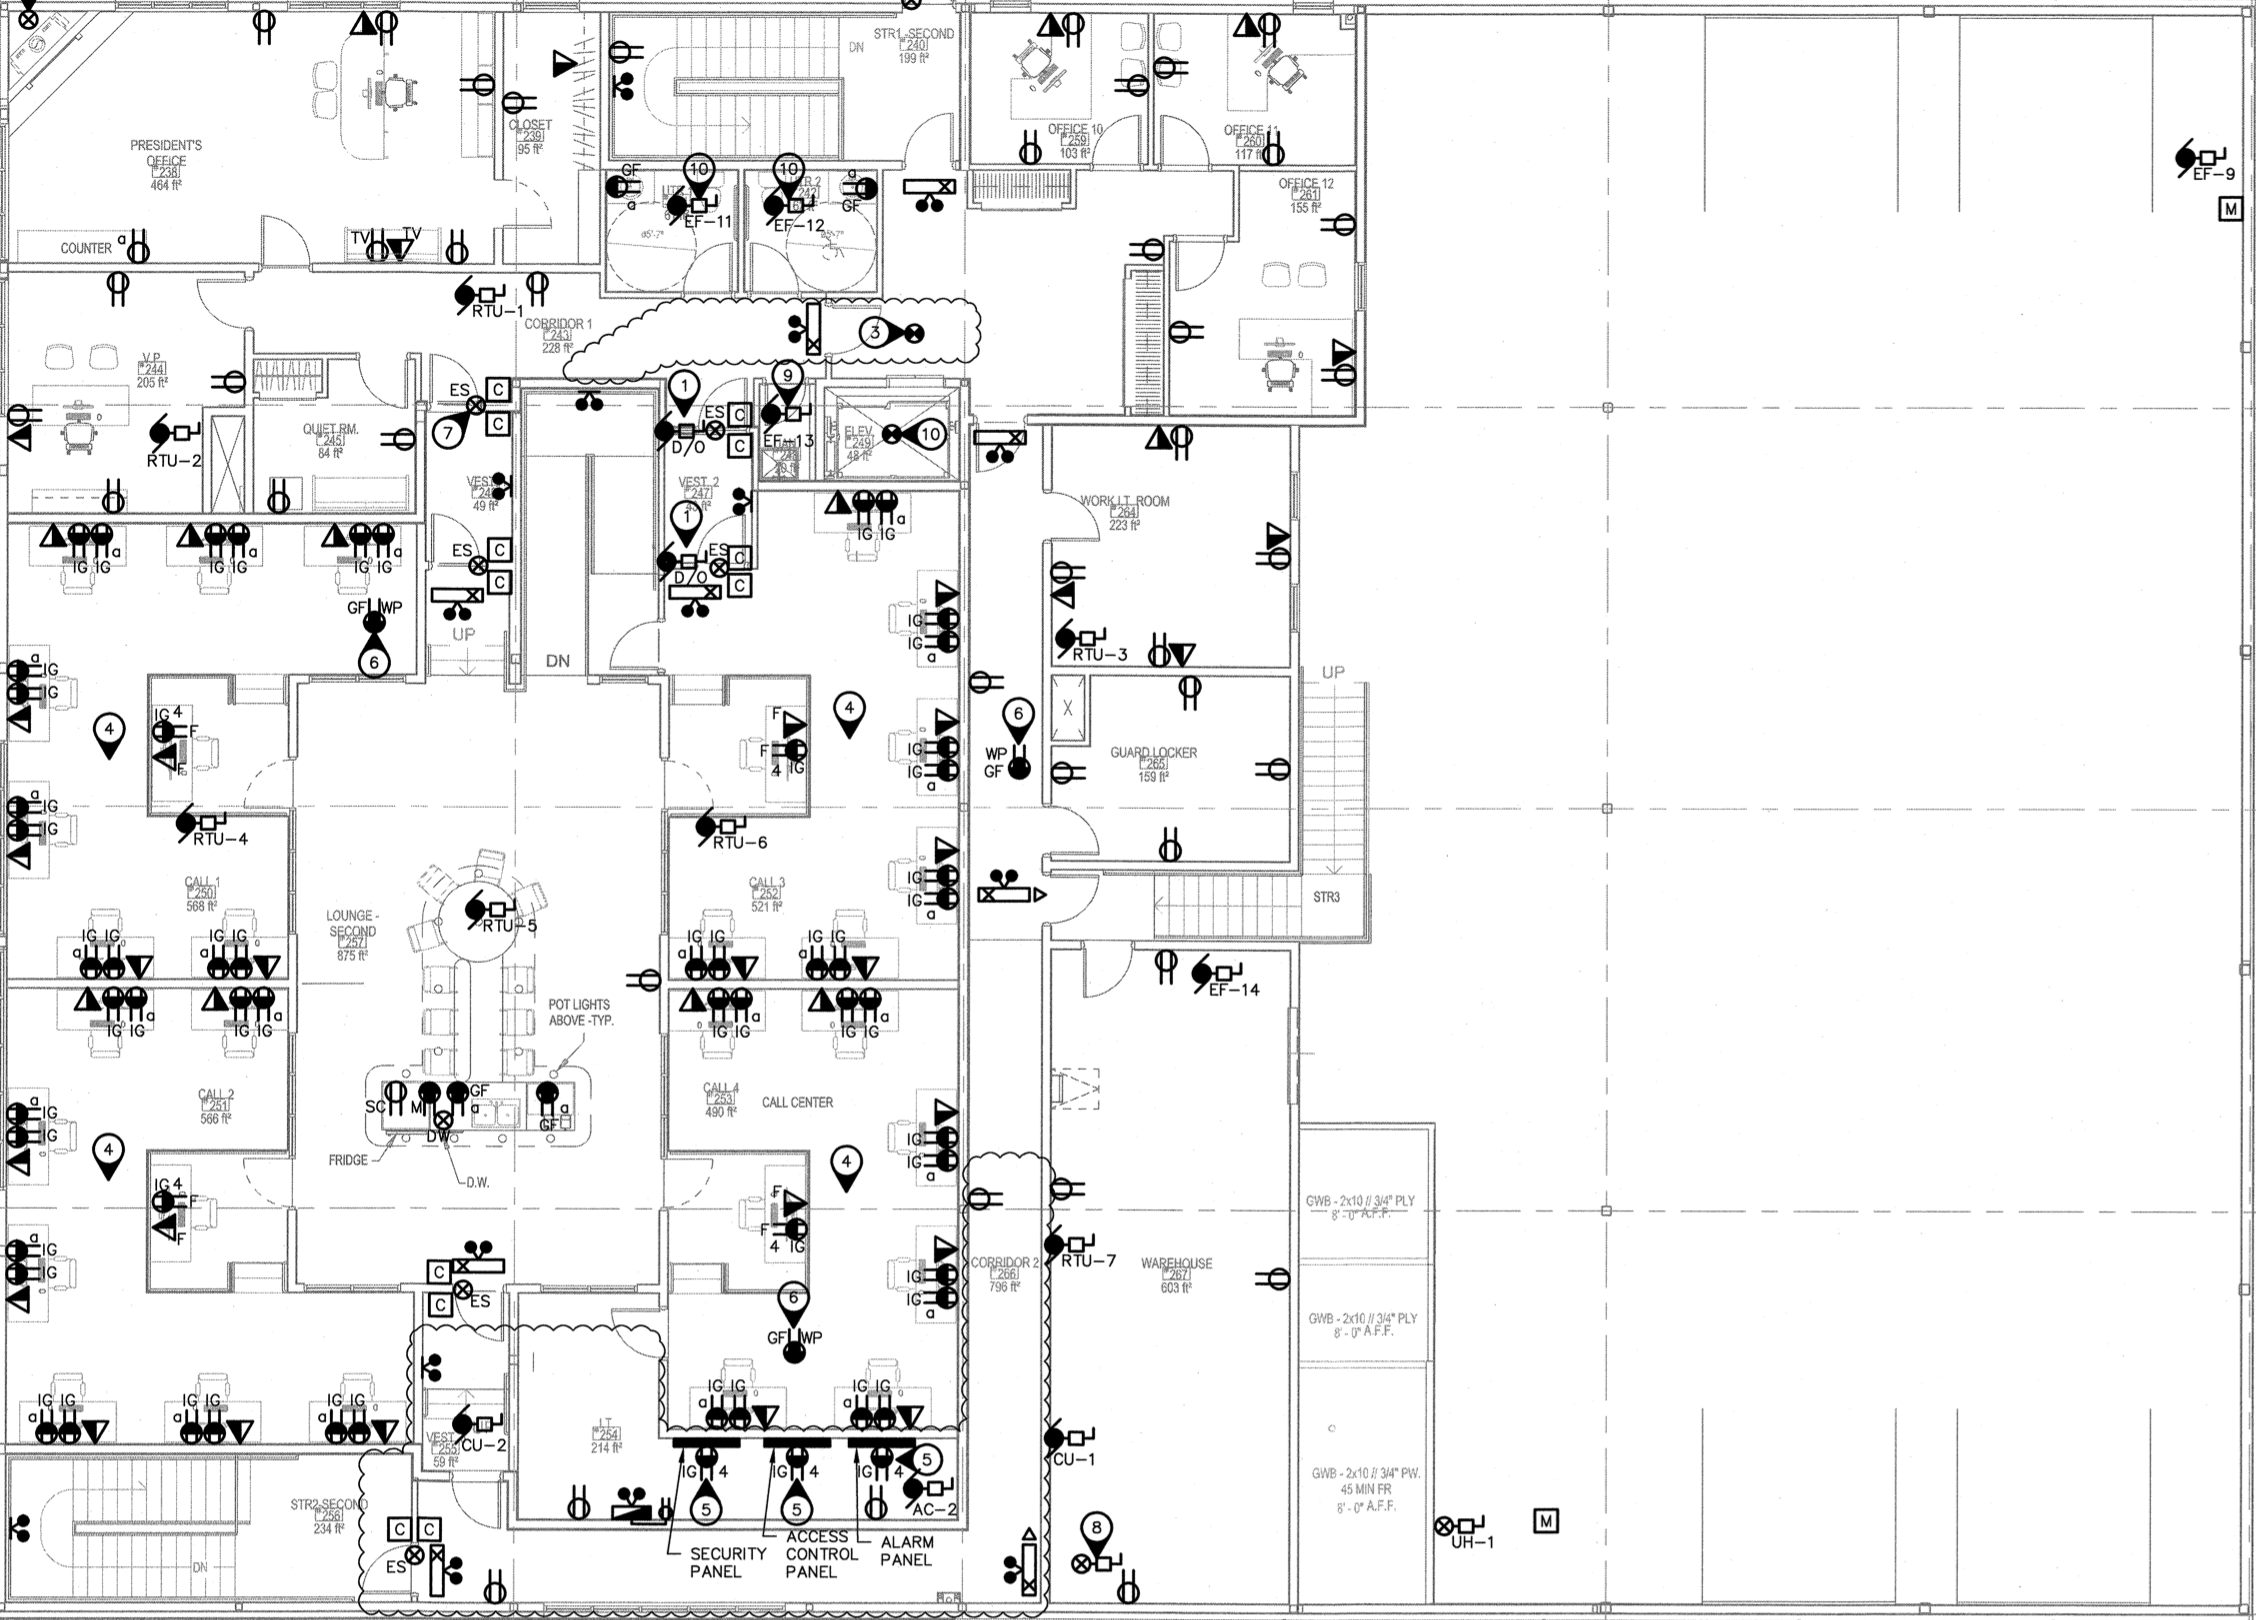 PRESIDENT'S
OFFICE
238
464 ft²
COUNTER
a
TV
TV
CLOSET
239
95 ft²
DN
STR1-SECOND
240
199 ft²
OFFICE 10
259
103 ft²
OFFICE 11
260
117 ft²
OFFICE 12
261
155 ft²
EF-9
M
GF
a
10
EF-11
10
242
EF-12
a
GF
RTU-1
CORRIDOR 1
243
228 ft²
3
V.P.
244
205 ft²
RTU-2
QUIET RM.
245
84 ft²
ES
C
C
7
VEST.
49 ft²
ES
C
C
1
ES
C
C
D/O
VEST. 2
247
1
ES
C
C
D/O
9
EF-13
ELEV.
249
48 ft²
10
WORK I.T. ROOM
264
223 ft²
RTU-3
UP
DN
UP
IG IG
a
IG IG
a
IG IG
a
IG IG
a
GF WP
6
a
IG
IG
4
IG 4
F
F
a
IG
IG
RTU-4
CALL 1
250
568 ft²
IG IG
a
IG IG
a
F
F
4 IG
4
IG
IG
a
IG
IG
a
IG
IG
a
RTU-6
CALL 3
252
521 ft²
IG IG
a
IG IG
a
6
WP
GF
GUARD LOCKER
265
159 ft²
STR3
LOUNGE -
SECOND
257
875 ft²
RTU-5
POT LIGHTS
ABOVE -TYP.
SC
M
GF
a
DW
a
GF
FRIDGE
D.W.
EF-14
IG IG
a
IG IG
a
CALL 2
251
566 ft²
a
IG
IG
4
IG 4
F
F
a
IG
IG
IG IG
a
IG IG
a
CALL 4
253
490 ft²
CALL CENTER
IG
IG
a
4
F
F
4 IG
IG
IG
a
CORRIDOR 2
266
796 ft²
RTU-7
WAREHOUSE
267
603 ft²
GWB - 2x10 // 3/4" PLY
8' - 0" A.F.F.
GWB - 2x10 // 3/4" PLY
8' - 0" A.F.F.
GWB - 2x10 // 3/4" PW.
45 MIN FR
8' - 0" A.F.F.
C
C
ES
6
GF WP
IG IG
a
IG IG
a
IG IG
a
IG IG
a
IG IG
a
CU-2
VEST.
255
59 ft²
I.T.
254
214 ft²
IG 4
IG 4
IG 4
5
5
5
AC-2
CU-1
STR2-SECOND
256
234 ft²
DN
C
C
ES
SECURITY
PANEL
ACCESS
CONTROL
PANEL
ALARM
PANEL
8
UH-1
M